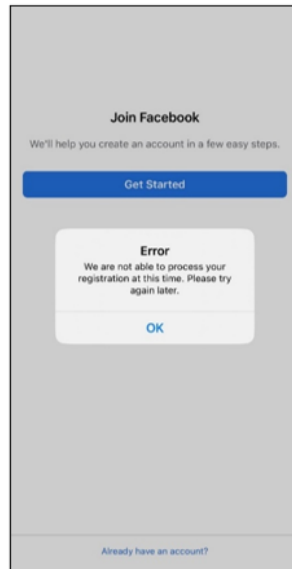 Join Facebook
We'll help you create an account in a few easy steps.
Get Started
Error
We are not able to process your
registration at this time. Please try
again later.
OK
Already have an account?